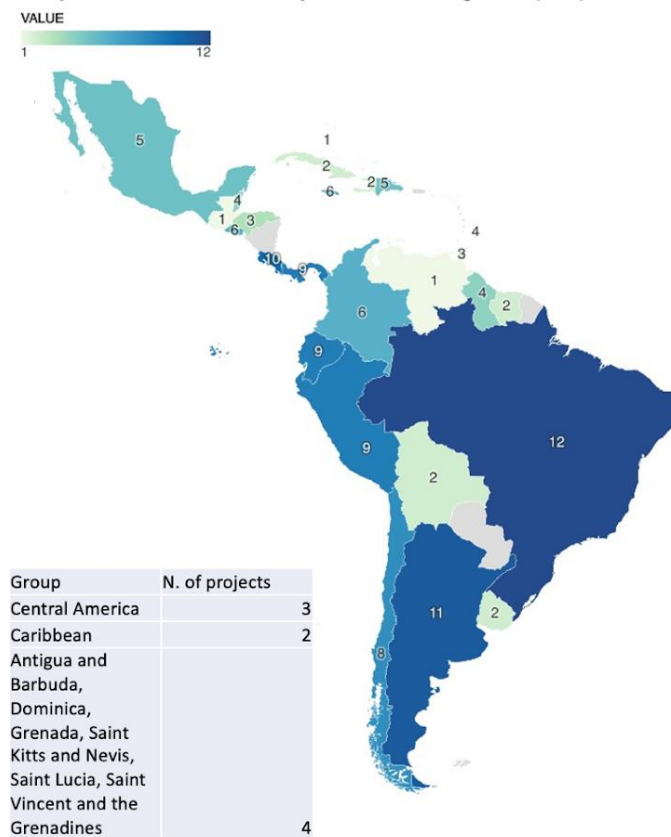 VALUE
1 12
5
1
2
2 5
6
4
1 3
6
4
3
10 9
1
4 2
6
9
12
9
2
Group N. of projects
Central America 3
Caribbean 2
Antigua and
Barbuda,
Dominica,
Grenada, Saint
Kitts and Nevis,
Saint Lucia, Saint
Vincent and the
Grenadines 4
11
2
8